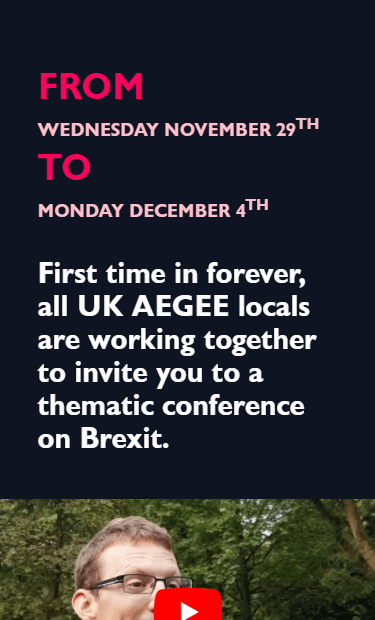 FROM
WEDNESDAY NOVEMBER 29TH
TO
MONDAY DECEMBER 4TH
First time in forever,
all UK AEGEE locals
are working together
to invite you to a
thematic conference
on Brexit.